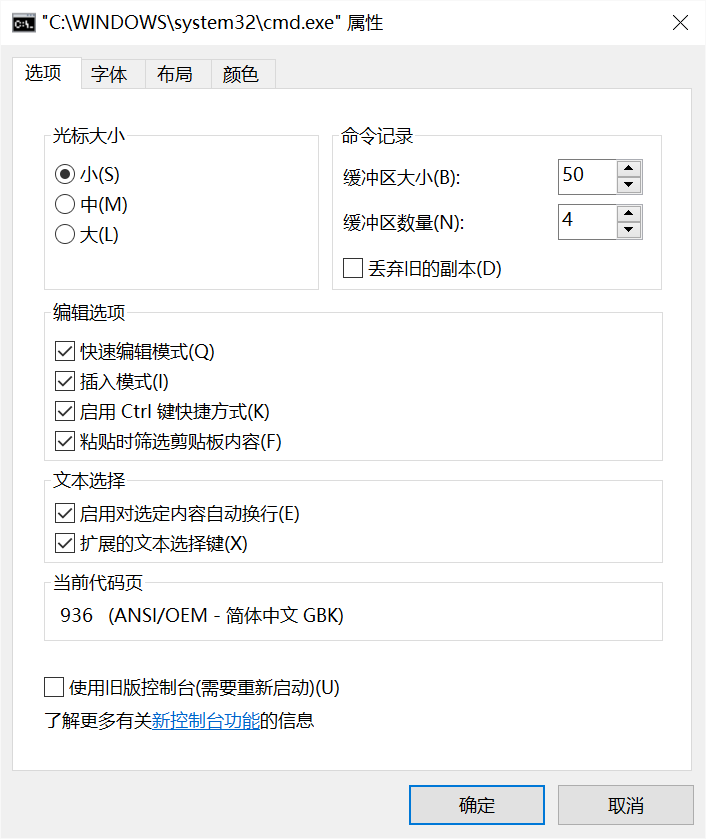 "C:\WINDOWS\system32\cmd.exe" 属性
选项 字体 布局 颜色
光标大小
小(S)
中(M)
大(L)
命令记录
缓冲区大小(B): 50
缓冲区数量(N): 4
丢弃旧的副本(D)
编辑选项
快速编辑模式(Q)
插入模式(I)
启用 Ctrl 键快捷方式(K)
粘贴时筛选剪贴板内容(F)
文本选择
启用对选定内容自动换行(E)
扩展的文本选择键(X)
当前代码页
936 (ANSI/OEM - 简体中文 GBK)
使用旧版控制台(需要重新启动)(U)
了解更多有关新控制台功能的信息
确定 取消